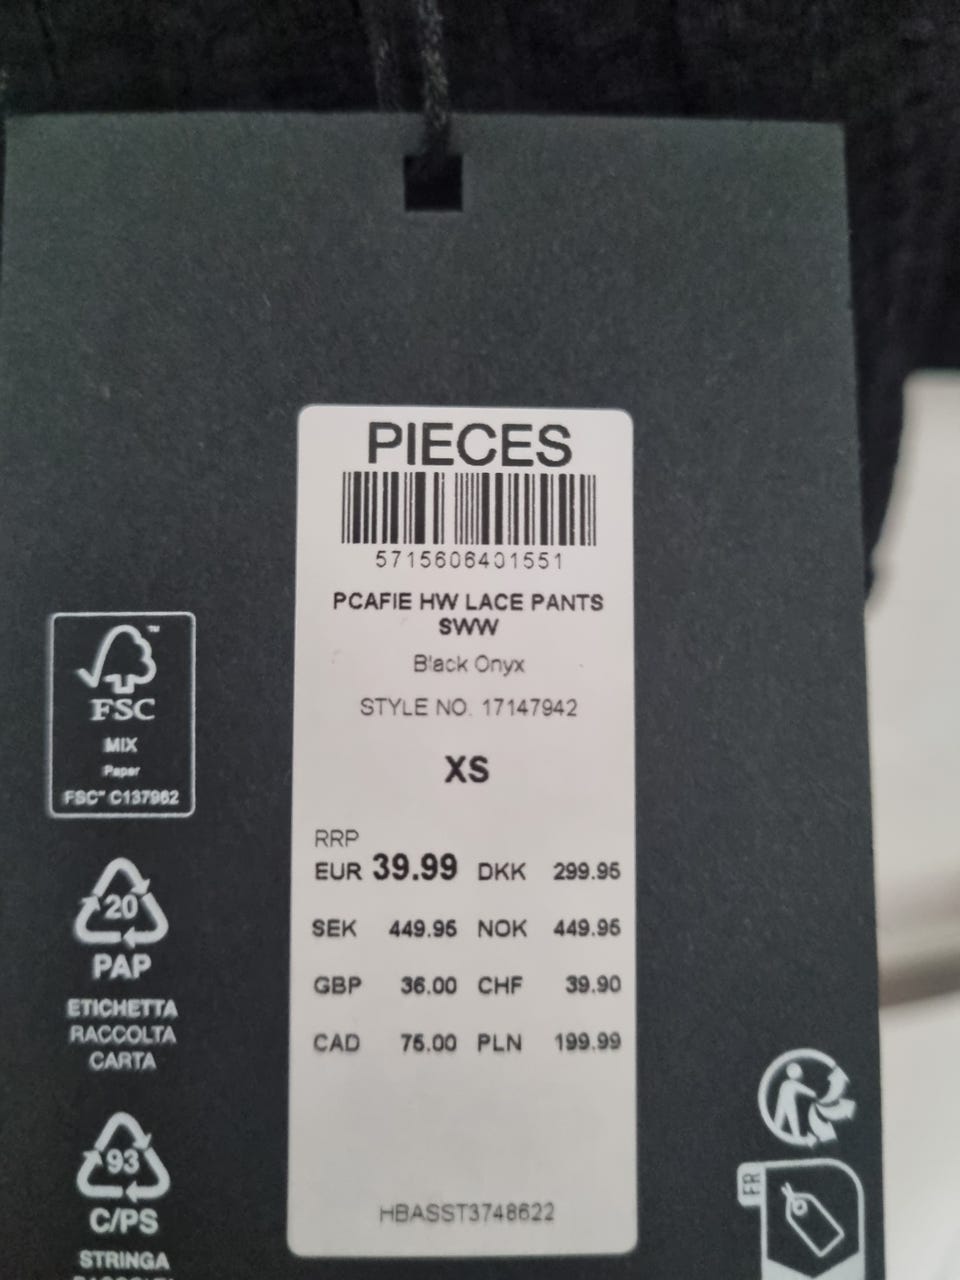 PIECES
5715606401551
PCAFIE HW LACE PANTS
SWW
Black Onyx
STYLE NO. 17147942
XS
RRP
EUR 39.99 DKK 299.95
SEK 449.95 NOK 449.95
GBP 36.00 CHF 39.90
CAD 75.00 PLN 199.99
HBASST3748622
FSC
MIX
Paper
FSC™ C137962
20
PAP
ETICHETTA
RACCOLTA
CARTA
93
C/PS
STRINGA
FR